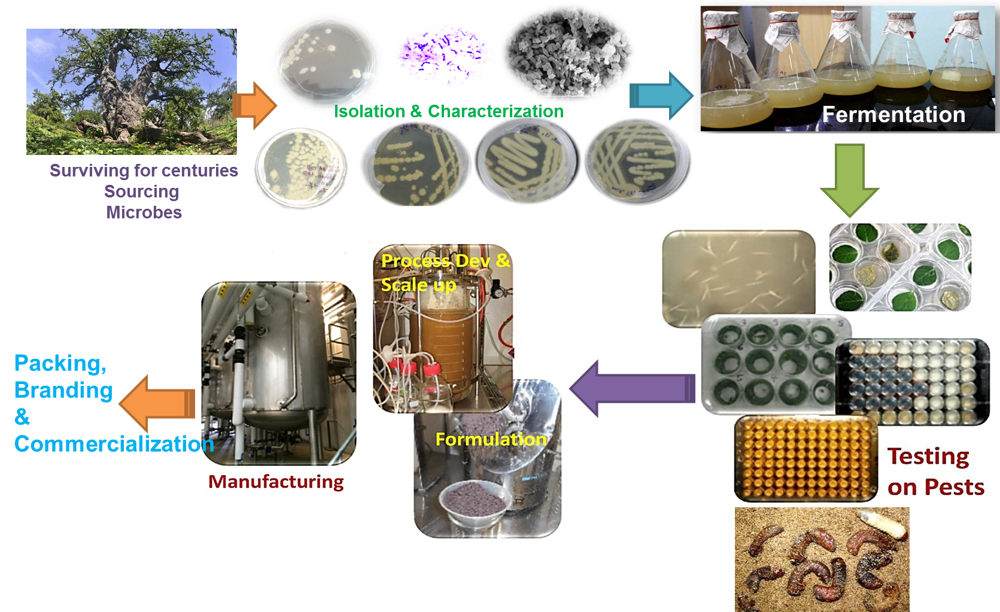 Surviving for centuries
Sourcing
Microbes
Isolation & Characterization
Fermentation
Testing
on Pests
Process Dev &
Scale up
Formulation
Manufacturing
Packing,
Branding
&
Commercialization